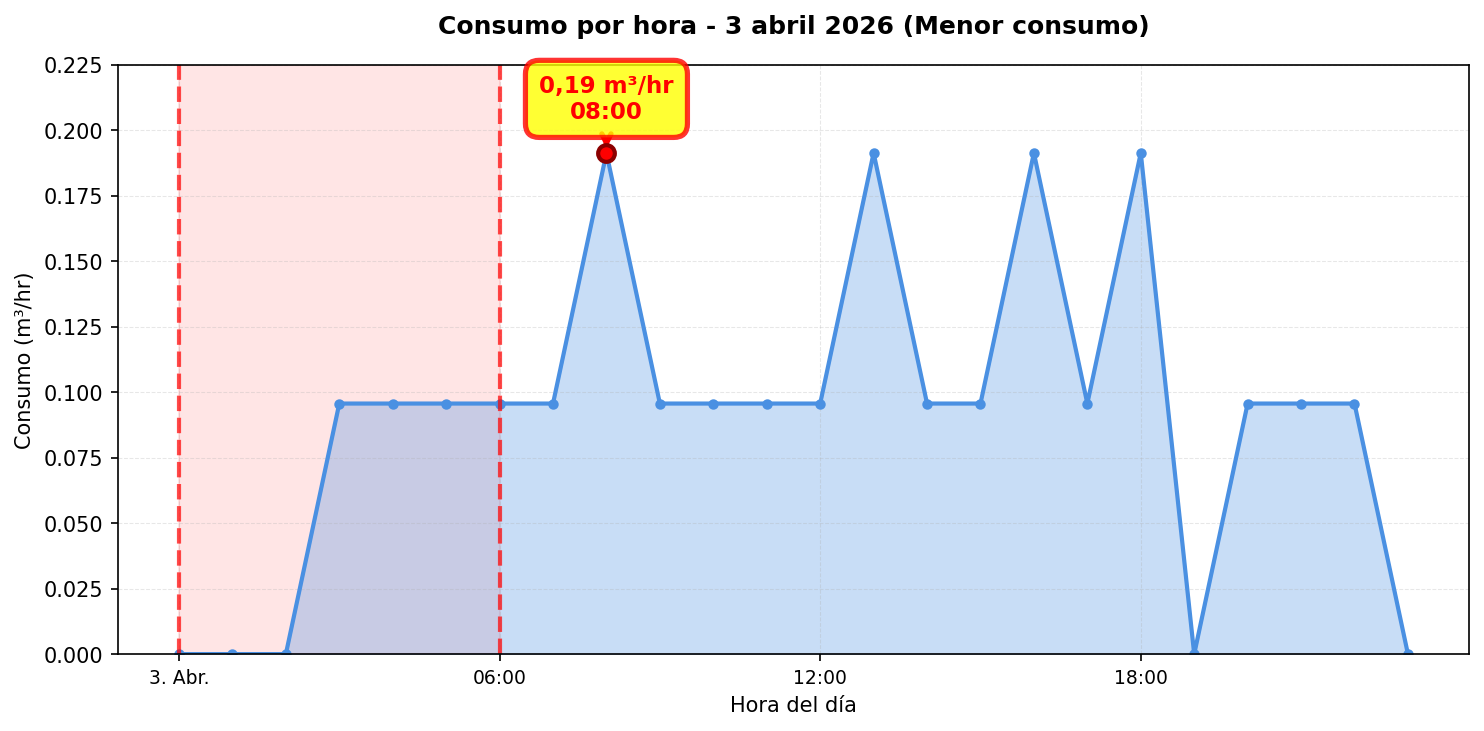 Consumo por hora - 3 abril 2026 (Menor consumo)
0,19 m³/hr
08:00
Consumo (m³/hr)
0.225
0.200
0.175
0.150
0.125
0.100
0.075
0.050
0.025
0.000
3. Abr.
06:00
12:00
18:00
Hora del día